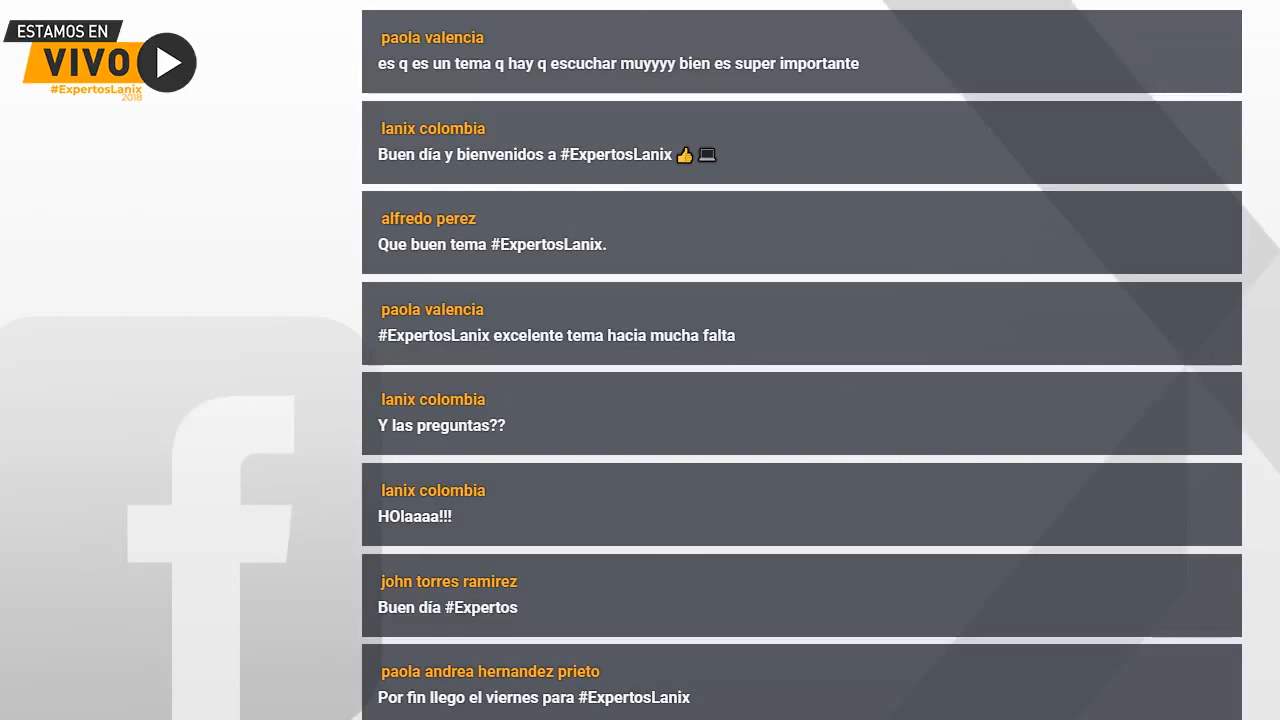 ESTAMOS EN
VIVO
#ExpertosLanix
2018
paola valencia
es q es un tema q hay q escuchar muyyyy bien es super importante
lanix colombia
Buen día y bienvenidos a #ExpertosLanix 👍 💻
alfredo perez
Que buen tema #ExpertosLanix.
paola valencia
#ExpertosLanix excelente tema hacia mucha falta
lanix colombia
Y las preguntas??
lanix colombia
HOlaaaa!!!
john torres ramirez
Buen día #Expertos
paola andrea hernandez prieto
Por fin llego el viernes para #ExpertosLanix